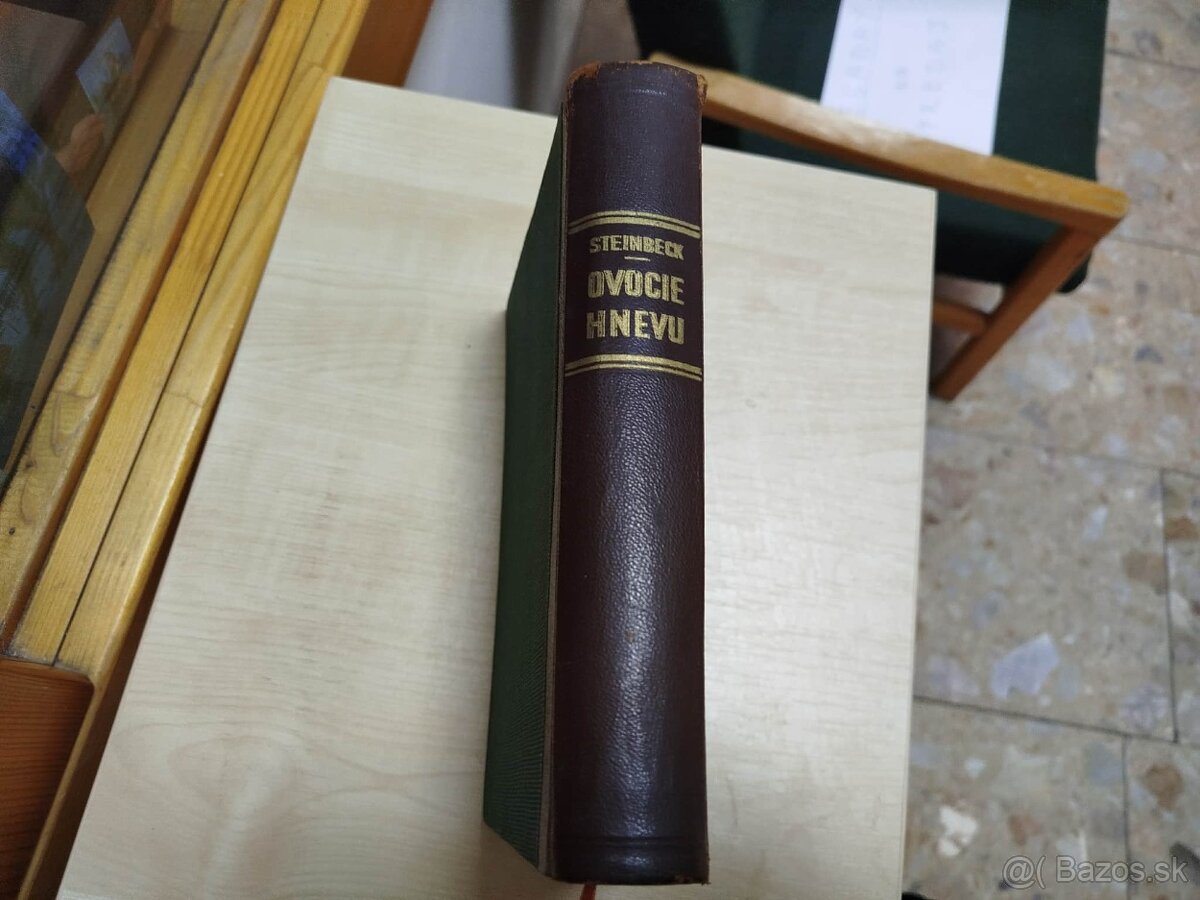 STEINBECK
OVOCIE
HNEVU
@( Bazos.sk